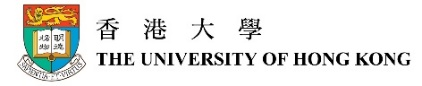 香港大學
THE UNIVERSITY OF HONG KONG